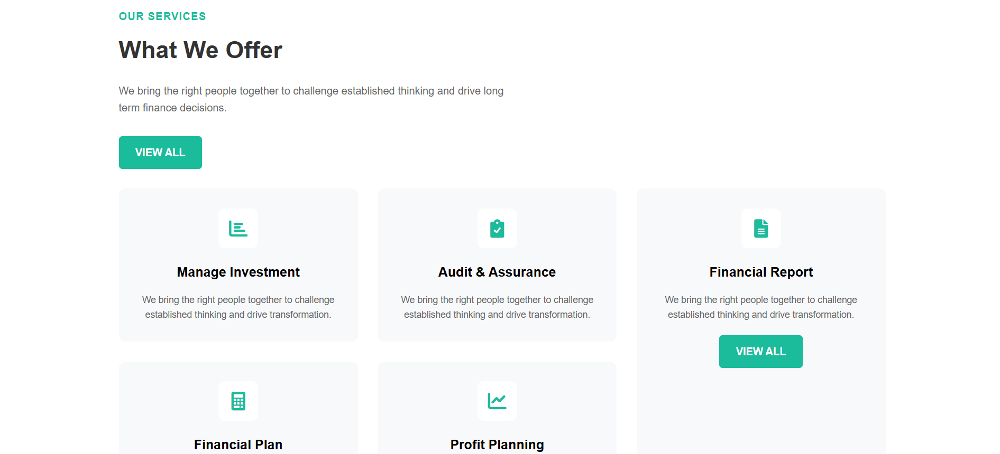 OUR SERVICES
What We Offer
We bring the right people together to challenge established thinking and drive long
term finance decisions.
VIEW ALL
Manage Investment
We bring the right people together to challenge
established thinking and drive transformation.
Audit & Assurance
We bring the right people together to challenge
established thinking and drive transformation.
Financial Report
We bring the right people together to challenge
established thinking and drive transformation.
VIEW ALL
Financial Plan
Profit Planning